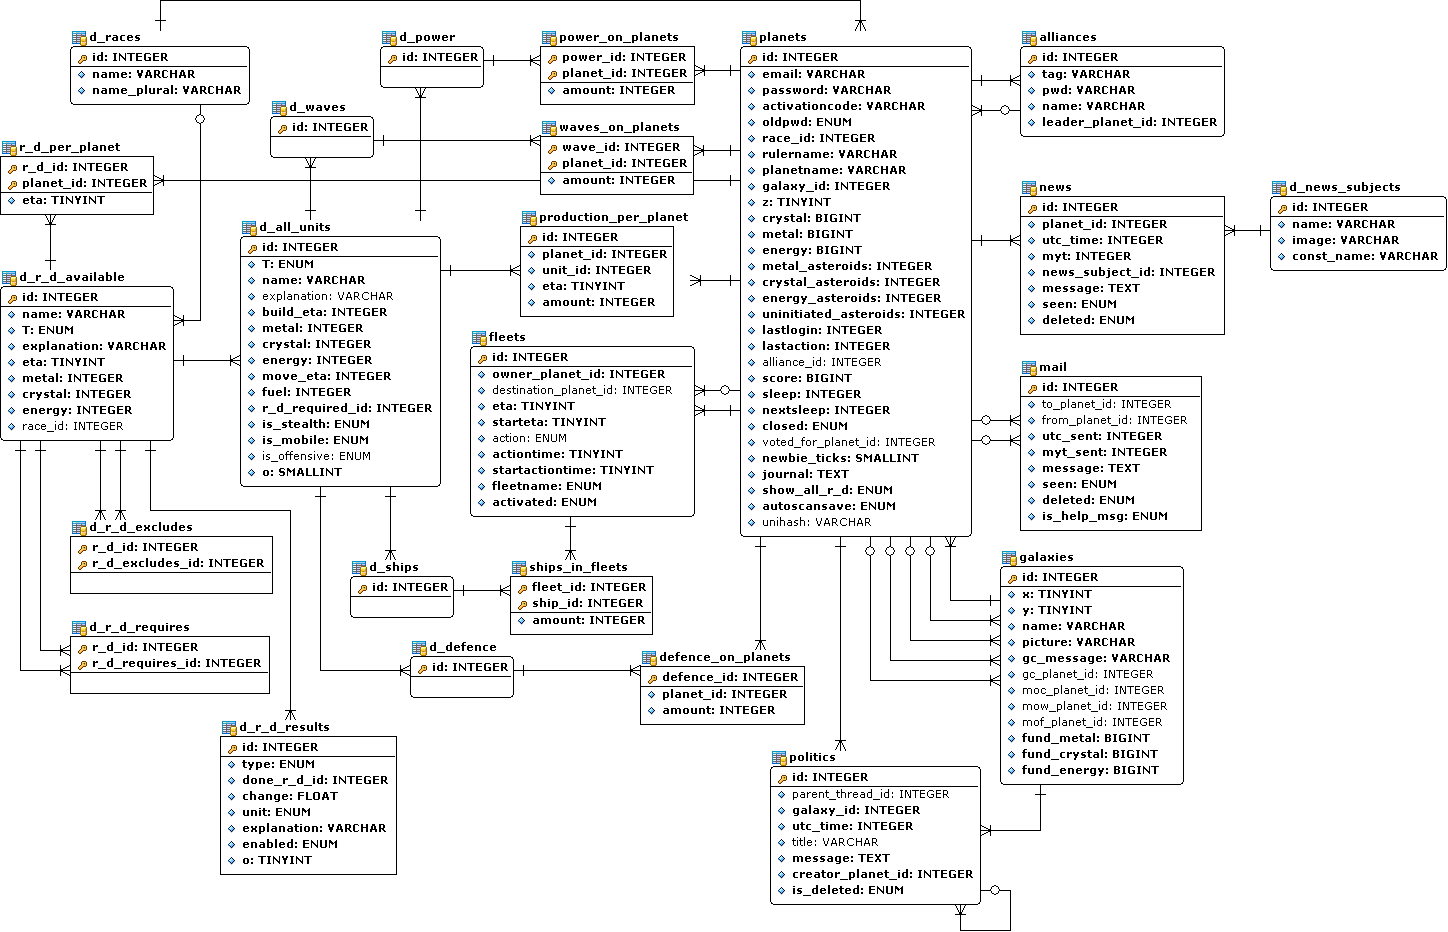 d_races
id: INTEGER
name: VARCHAR
name_plural: VARCHAR
d_power
id: INTEGER
power_on_planets
power_id: INTEGER
planet_id: INTEGER
amount: INTEGER
planets
id: INTEGER
email: VARCHAR
password: VARCHAR
activationcode: VARCHAR
oldpwd: ENUM
race_id: INTEGER
rulername: VARCHAR
planetname: VARCHAR
galaxy_id: INTEGER
z: TINYINT
crystal: BIGINT
metal: BIGINT
energy: BIGINT
metal_asteroids: INTEGER
crystal_asteroids: INTEGER
energy_asteroids: INTEGER
uninitiated_asteroids: INTEGER
lastlogin: INTEGER
lastaction: INTEGER
alliance_id: INTEGER
score: BIGINT
sleep: INTEGER
nextsleep: INTEGER
closed: ENUM
voted_for_planet_id: INTEGER
newbie_ticks: SMALLINT
journal: TEXT
show_all_r_d: ENUM
autoscansave: ENUM
unihash: VARCHAR
alliances
id: INTEGER
tag: VARCHAR
pwd: VARCHAR
name: VARCHAR
leader_planet_id: INTEGER
d_waves
id: INTEGER
waves_on_planets
wave_id: INTEGER
planet_id: INTEGER
amount: INTEGER
r_d_per_planet
r_d_id: INTEGER
planet_id: INTEGER
eta: TINYINT
news
id: INTEGER
planet_id: INTEGER
utc_time: INTEGER
myt: INTEGER
news_subject_id: INTEGER
message: TEXT
seen: ENUM
deleted: ENUM
d_news_subjects
id: INTEGER
name: VARCHAR
image: VARCHAR
const_name: VARCHAR
d_all_units
id: INTEGER
T: ENUM
name: VARCHAR
explanation: VARCHAR
build_eta: INTEGER
metal: INTEGER
crystal: INTEGER
energy: INTEGER
move_eta: INTEGER
fuel: INTEGER
r_d_required_id: INTEGER
is_stealth: ENUM
is_mobile: ENUM
is_offensive: ENUM
o: SMALLINT
production_per_planet
id: INTEGER
planet_id: INTEGER
unit_id: INTEGER
eta: TINYINT
amount: INTEGER
d_r_d_available
id: INTEGER
name: VARCHAR
T: ENUM
explanation: VARCHAR
eta: TINYINT
metal: INTEGER
crystal: INTEGER
energy: INTEGER
race_id: INTEGER
fleets
id: INTEGER
owner_planet_id: INTEGER
destination_planet_id: INTEGER
eta: TINYINT
starteta: TINYINT
action: ENUM
actiontime: TINYINT
startactiontime: TINYINT
fleetname: ENUM
activated: ENUM
mail
id: INTEGER
to_planet_id: INTEGER
from_planet_id: INTEGER
utc_sent: INTEGER
myt_sent: INTEGER
message: TEXT
seen: ENUM
deleted: ENUM
is_help_msg: ENUM
d_r_d_excludes
r_d_id: INTEGER
r_d_excludes_id: INTEGER
d_ships
id: INTEGER
ships_in_fleets
fleet_id: INTEGER
ship_id: INTEGER
amount: INTEGER
galaxies
id: INTEGER
x: TINYINT
y: TINYINT
name: VARCHAR
picture: VARCHAR
gc_message: VARCHAR
gc_planet_id: INTEGER
moc_planet_id: INTEGER
mow_planet_id: INTEGER
mof_planet_id: INTEGER
fund_metal: BIGINT
fund_crystal: BIGINT
fund_energy: BIGINT
d_r_d_requires
r_d_id: INTEGER
r_d_requires_id: INTEGER
d_defence
id: INTEGER
defence_on_planets
defence_id: INTEGER
planet_id: INTEGER
amount: INTEGER
d_r_d_results
id: INTEGER
type: ENUM
done_r_d_id: INTEGER
change: FLOAT
unit: ENUM
explanation: VARCHAR
enabled: ENUM
o: TINYINT
politics
id: INTEGER
parent_thread_id: INTEGER
galaxy_id: INTEGER
utc_time: INTEGER
title: VARCHAR
message: TEXT
creator_planet_id: INTEGER
is_deleted: ENUM